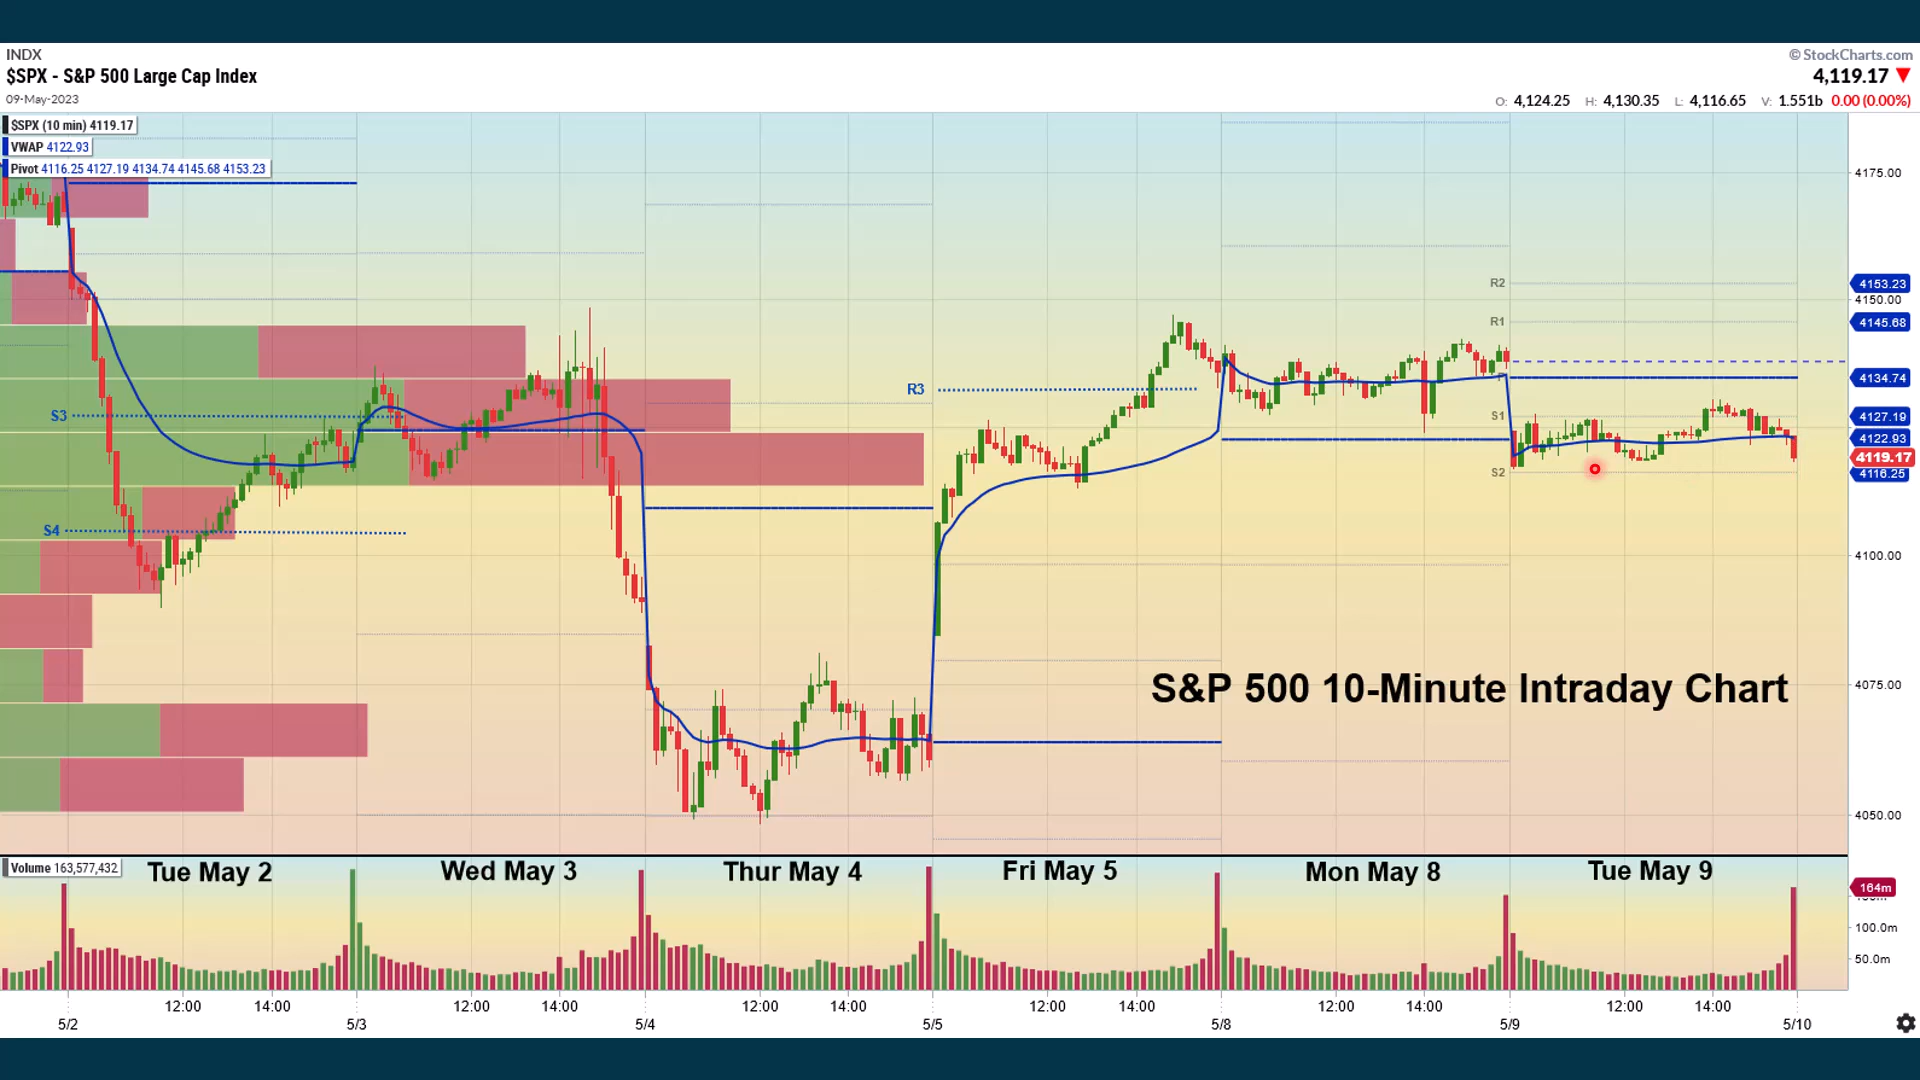 INDX
© StockCharts.com
$SPX - S&P 500 Large Cap Index
4,119.17
09-May-2023
O: 4,124.25 H: 4,130.35 L: 4,116.65 V: 1.551b 0.00 (0.00%)
$SPX (10 min) 4119.17
VWAP 4122.93
Pivot 4116.25 4127.19 4134.74 4145.68 4153.23
4175.00
R2
4153.23
4150.00
R1
4145.68
4134.74
R3
S3
S1
4127.19
4122.93
4119.17
S2
4116.25
S4
4100.00
S&P 500 10-Minute Intraday Chart
4075.00
4050.00
Volume 163,577,432
Tue May 2
Wed May 3
Thur May 4
Fri May 5
Mon May 8
Tue May 9
164m
100.0m
50.0m
12:00 14:00 12:00 14:00 12:00 14:00 12:00 14:00 12:00 14:00 12:00 14:00
5/2 5/3 5/4 5/5 5/8 5/9 5/10